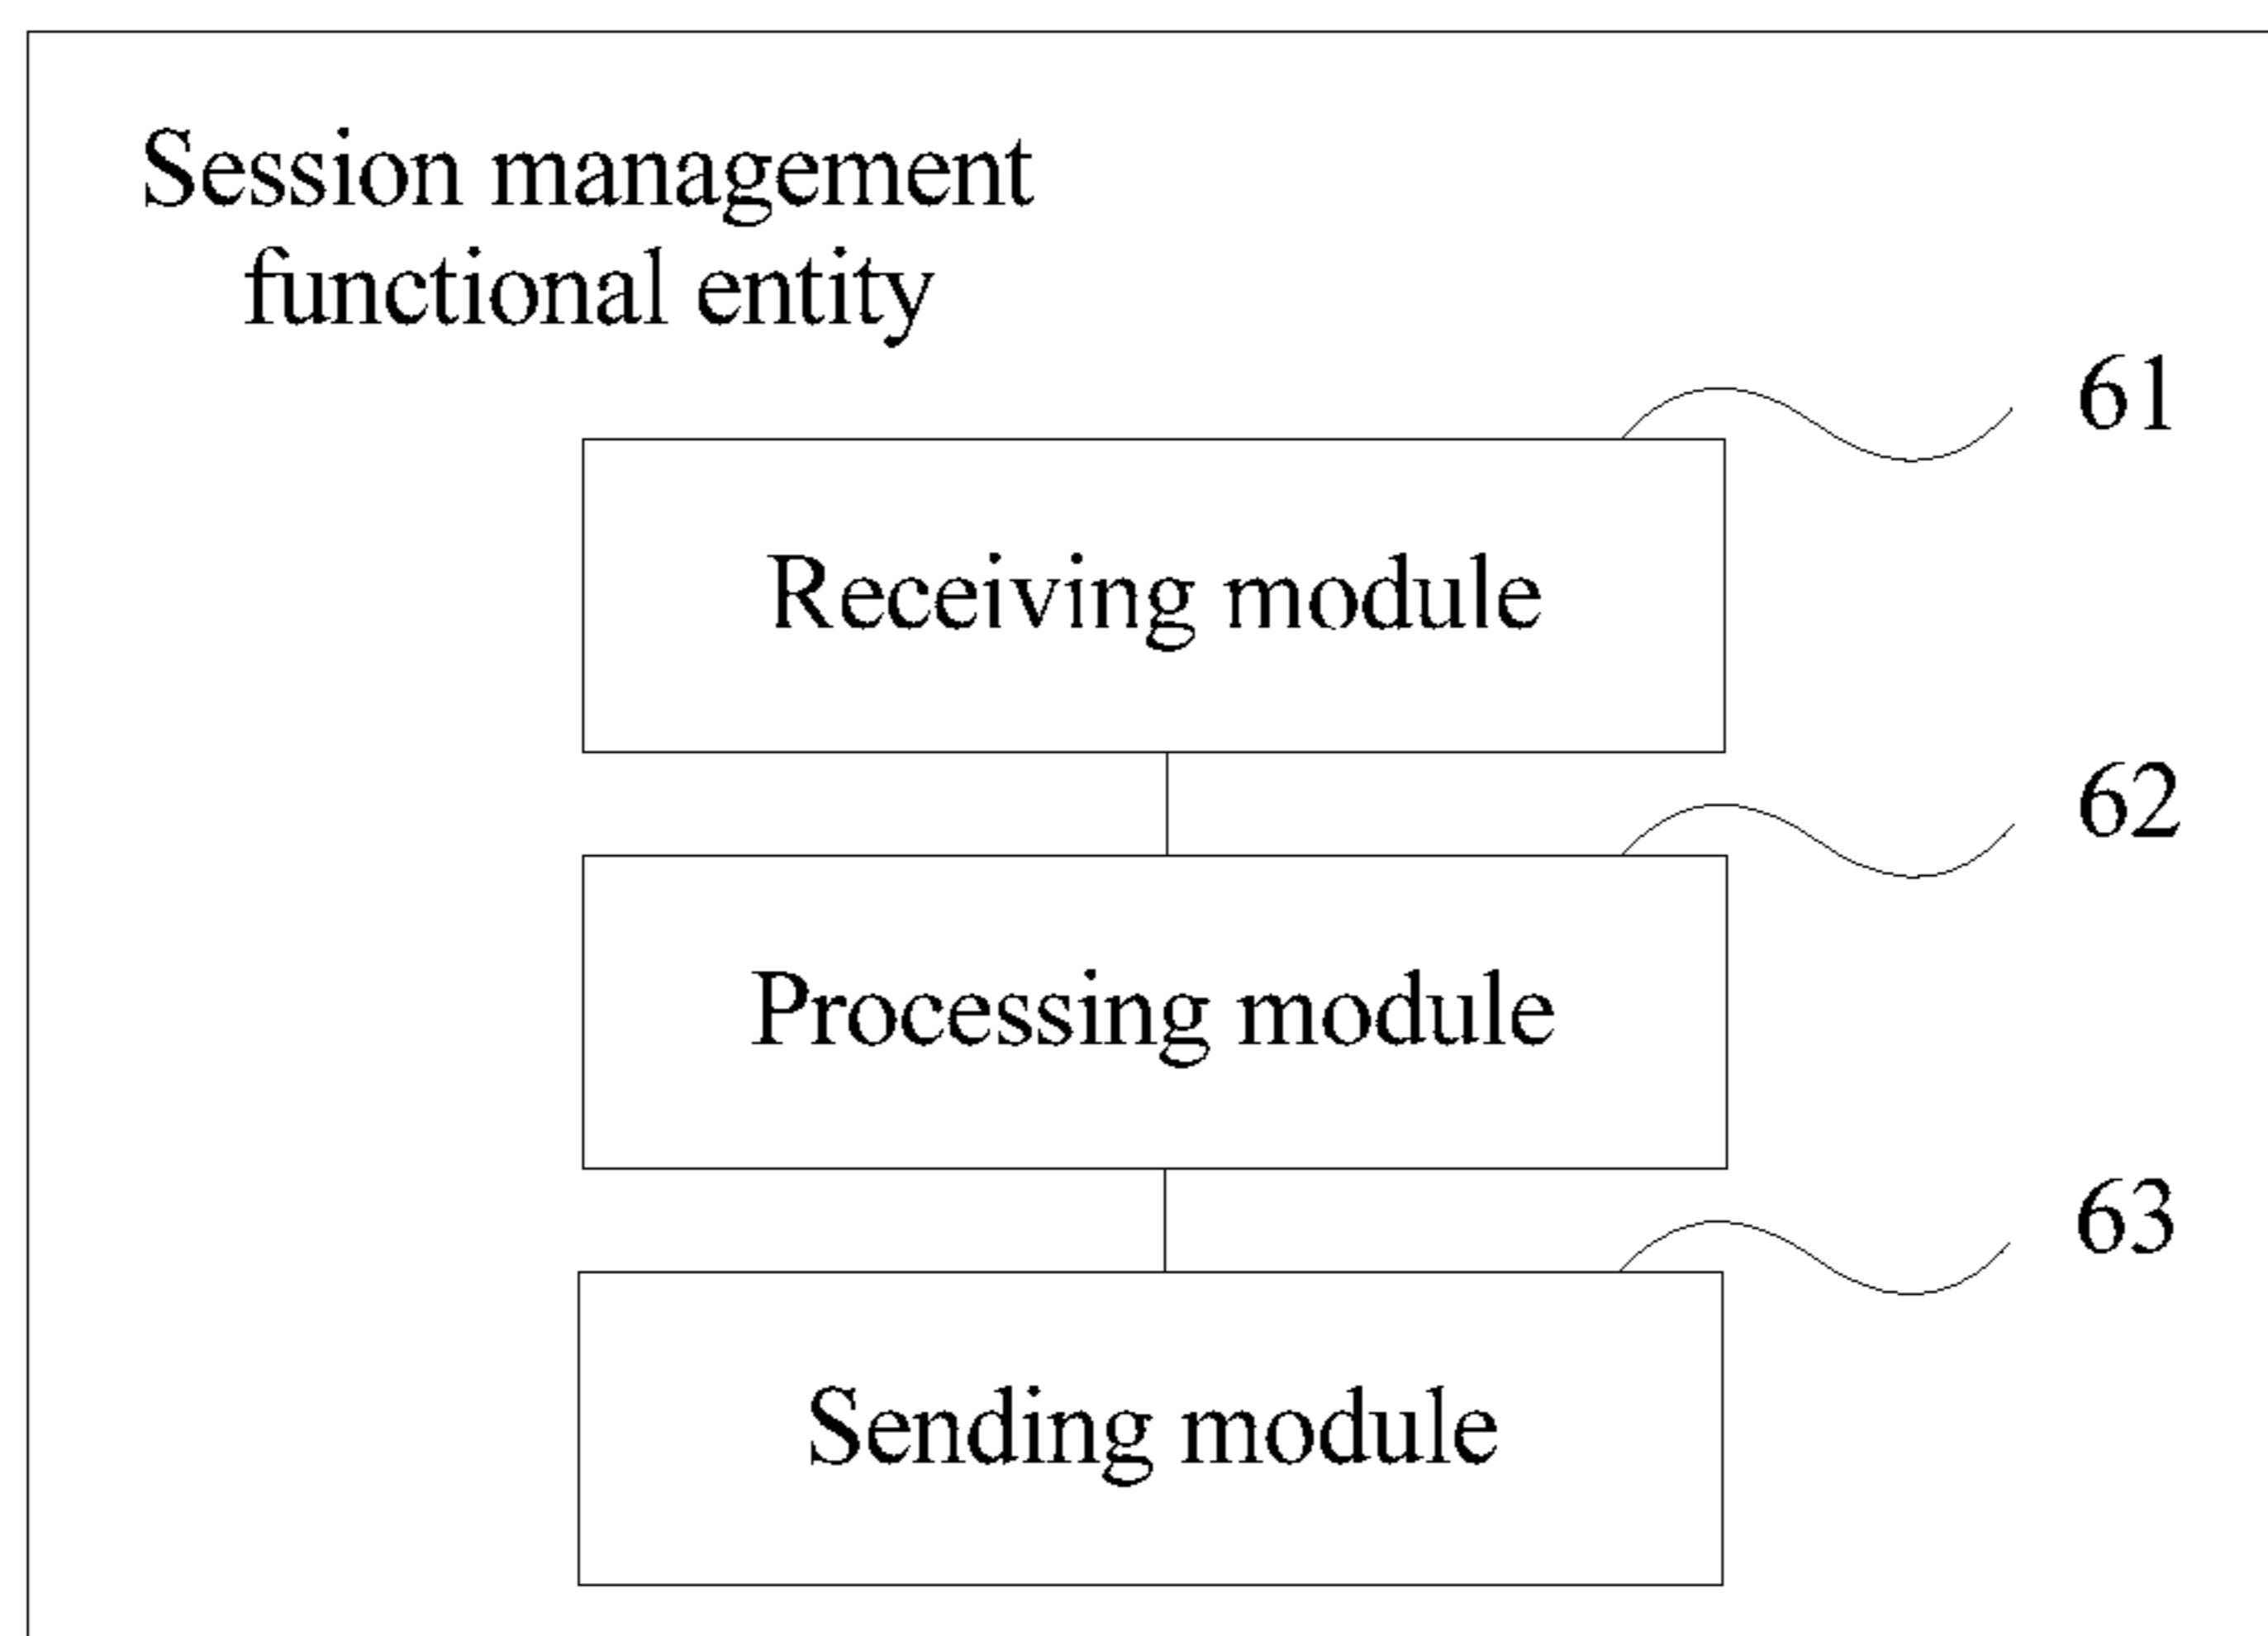 Session management
functional entity
61
Receiving module
62
Processing module
63
Sending module